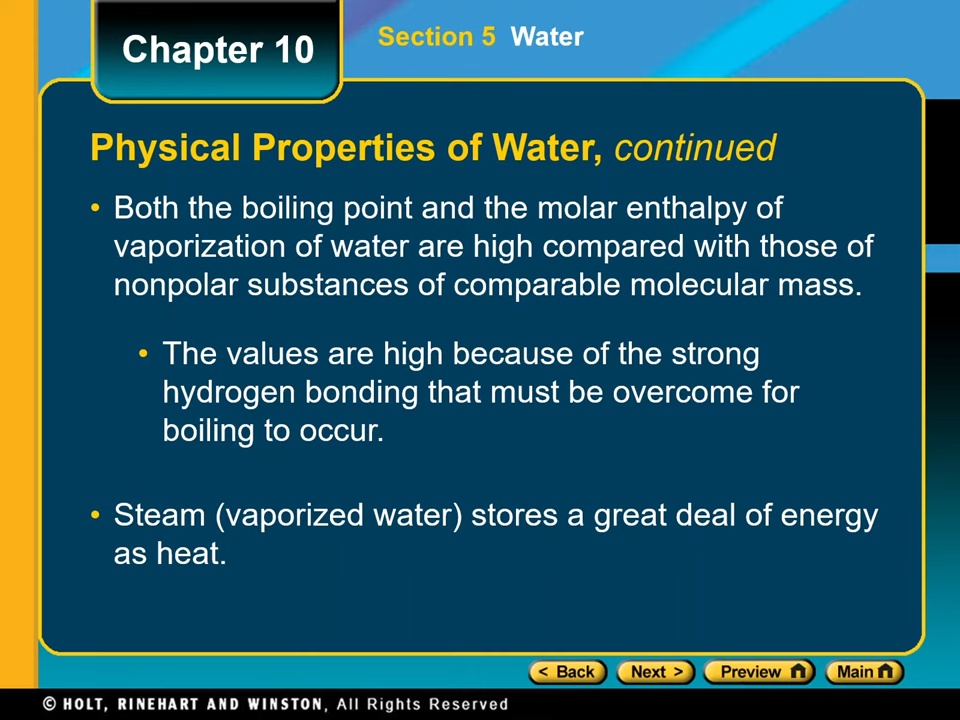 Chapter 10
Section 5 Water
Physical Properties of Water, continued
• Both the boiling point and the molar enthalpy of
vaporization of water are high compared with those of
nonpolar substances of comparable molecular mass.
• The values are high because of the strong
hydrogen bonding that must be overcome for
boiling to occur.
• Steam (vaporized water) stores a great deal of energy
as heat.
< Back Next > Preview Main
© HOLT, RINEHART AND WINSTON, All Rights Reserved